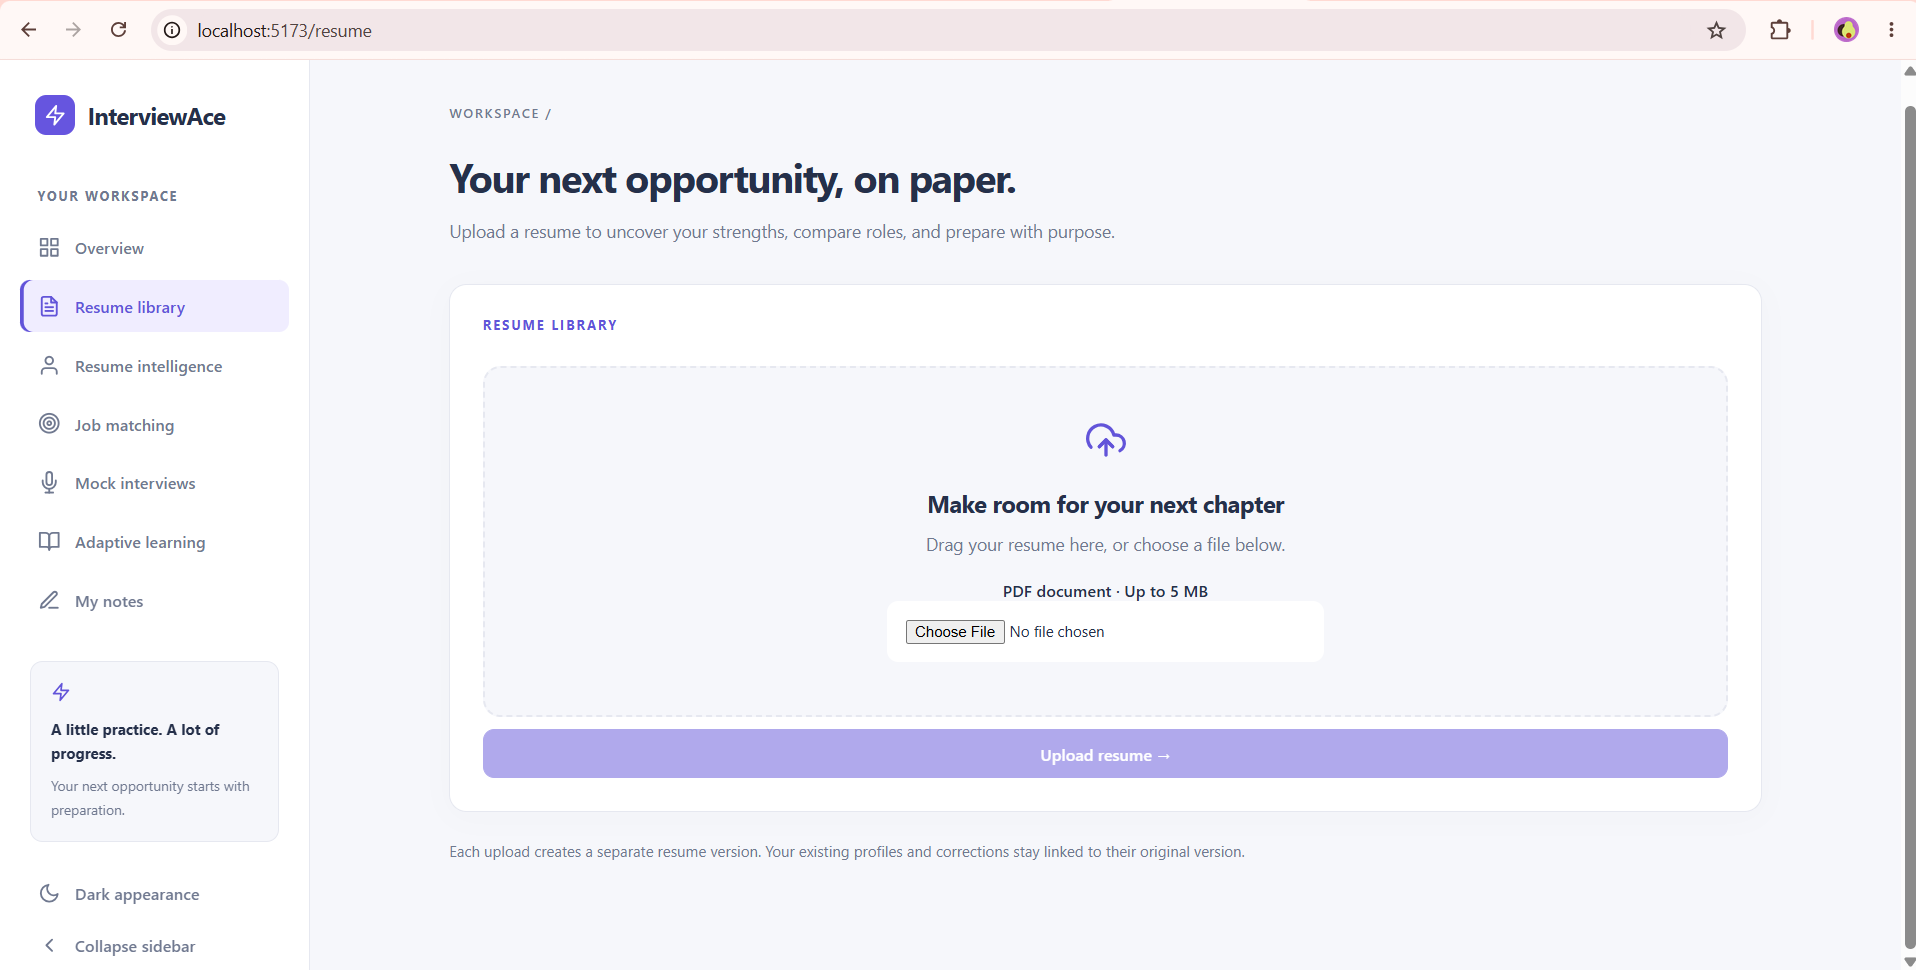 localhost:5173/resume
InterviewAce
YOUR WORKSPACE
Overview
Resume library
Resume intelligence
Job matching
Mock interviews
Adaptive learning
My notes
A little practice. A lot of
progress.
Your next opportunity starts with
preparation.
Dark appearance
Collapse sidebar
WORKSPACE /
Your next opportunity, on paper.
Upload a resume to uncover your strengths, compare roles, and prepare with purpose.
RESUME LIBRARY
Make room for your next chapter
Drag your resume here, or choose a file below.
PDF document · Up to 5 MB
Choose File No file chosen
Upload resume →
Each upload creates a separate resume version. Your existing profiles and corrections stay linked to their original version.